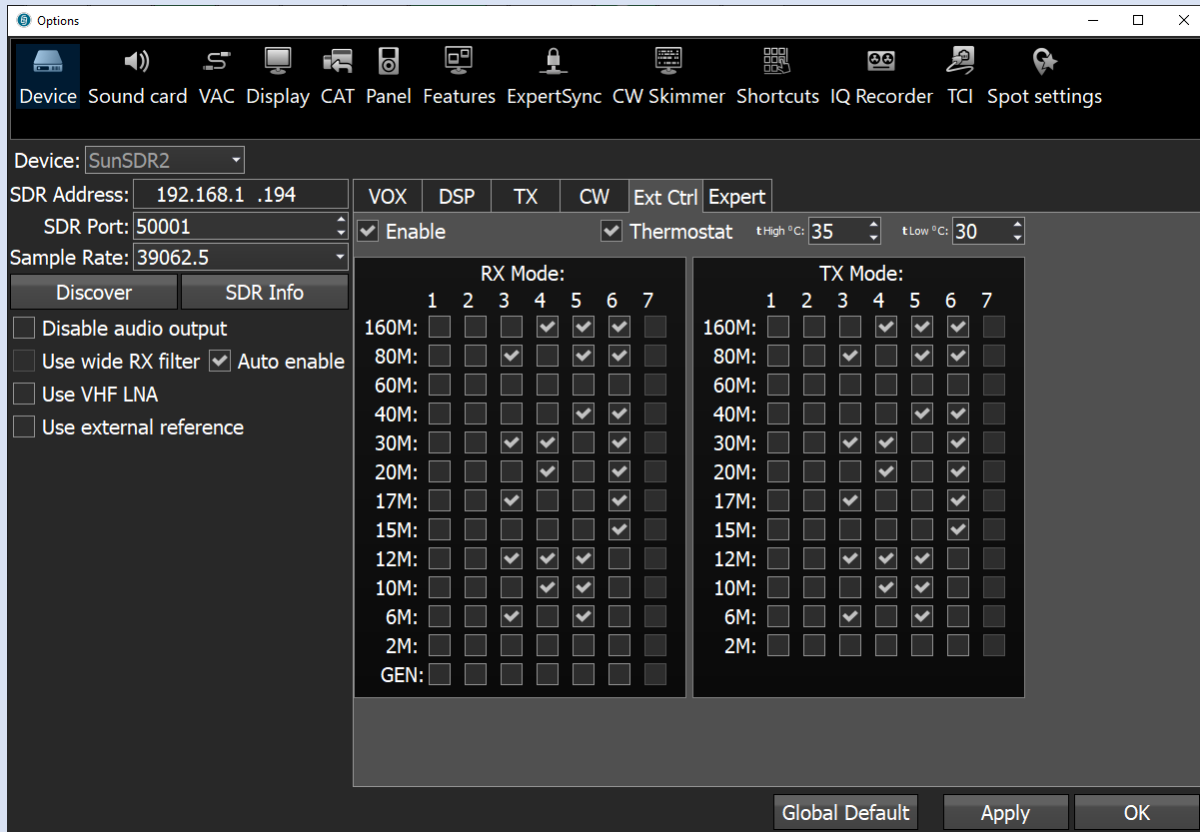 Options
Device Sound card VAC Display CAT Panel Features ExpertSync CW Skimmer Shortcuts IQ Recorder TCI Spot settings
Device: SunSDR2
SDR Address: 192.168.1 .194
SDR Port: 50001
Sample Rate: 39062.5
Discover SDR Info
Disable audio output
Use wide RX filter Auto enable
Use VHF LNA
Use external reference
VOX DSP TX CW Ext Ctrl Expert
Enable Thermostat tHigh °C: 35 tLow °C: 30
RX Mode:
1 2 3 4 5 6 7
160M:
80M:
60M:
40M:
30M:
20M:
17M:
15M:
12M:
10M:
6M:
2M:
GEN:
TX Mode:
1 2 3 4 5 6 7
160M:
80M:
60M:
40M:
30M:
20M:
17M:
15M:
12M:
10M:
6M:
2M:
Global Default Apply OK